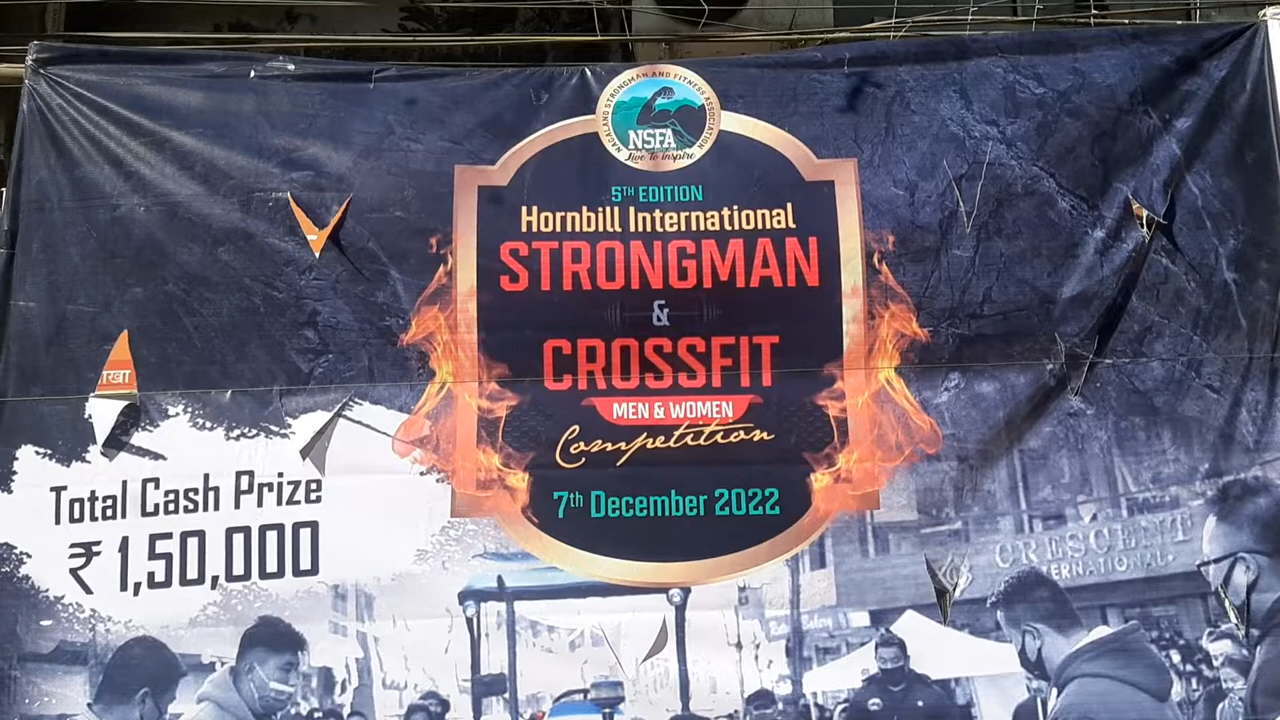 NAGALAND STRONGMAN AND FITNESS ASSOCIATION
NSFA
Live to inspire
5TH EDITION
Hornbill International
STRONGMAN
&
CROSSFIT
MEN & WOMEN
Competition
7th December 2022
Total Cash Prize
₹ 1,50,000
CRESCENT